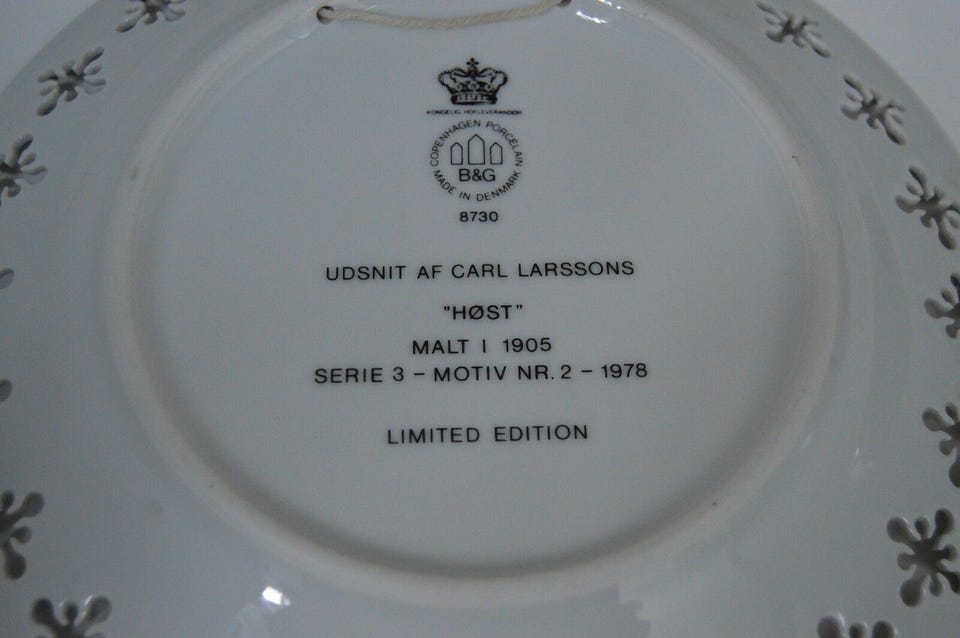 KONGELIG HOFLEVERANDØR
COPENHAGEN PORCELAIN
B&G
MADE IN DENMARK
8730
UDSNIT AF CARL LARSSONS
"HØST"
MALT I 1905
SERIE 3 - MOTIV NR. 2 - 1978
LIMITED EDITION